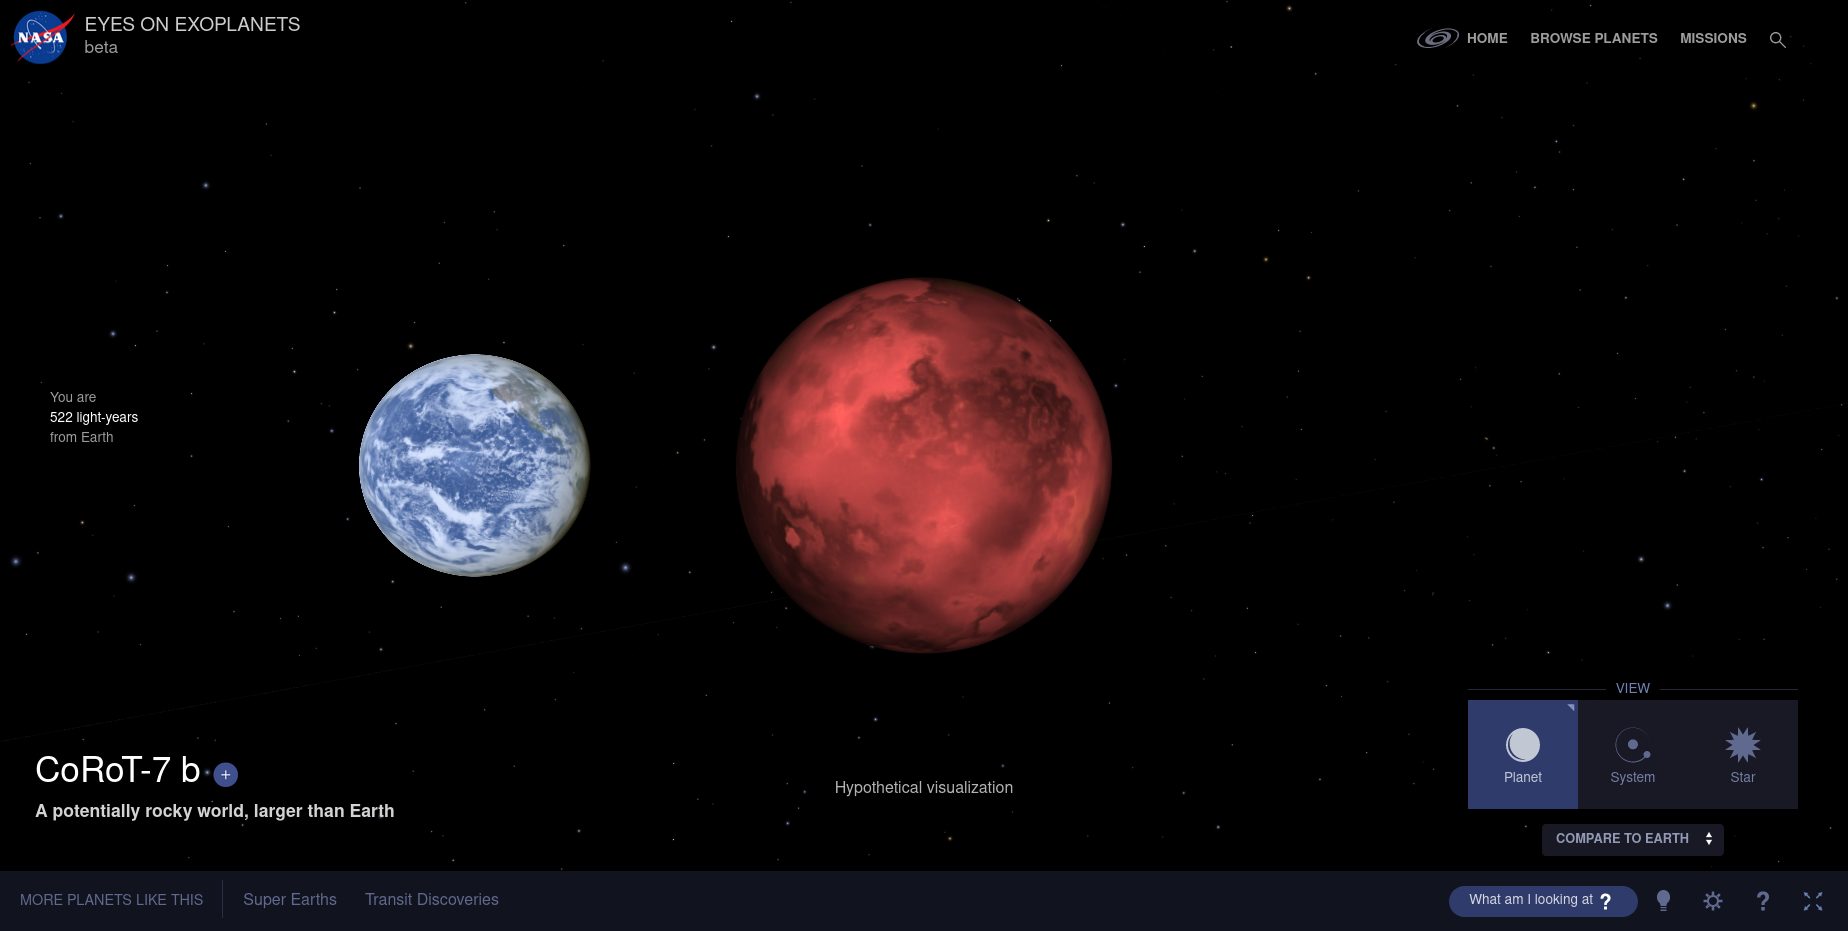 NASA
EYES ON EXOPLANETS
beta
HOME
BROWSE PLANETS
MISSIONS
You are
522 light-years
from Earth
VIEW
Planet
System
Star
CoRoT-7 b +
A potentially rocky world, larger than Earth
Hypothetical visualization
COMPARE TO EARTH
MORE PLANETS LIKE THIS
Super Earths
Transit Discoveries
What am I looking at ?
?